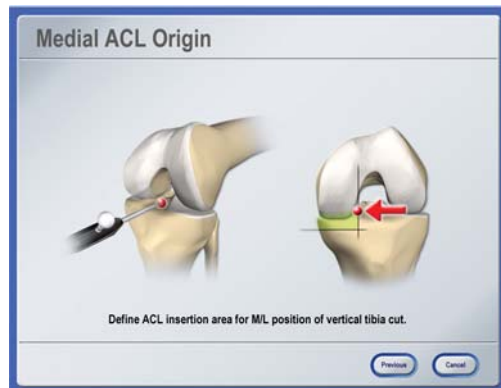 Medial ACL Origin
Define ACL insertion area for M/L position of vertical tibia cut.
Previous
Cancel